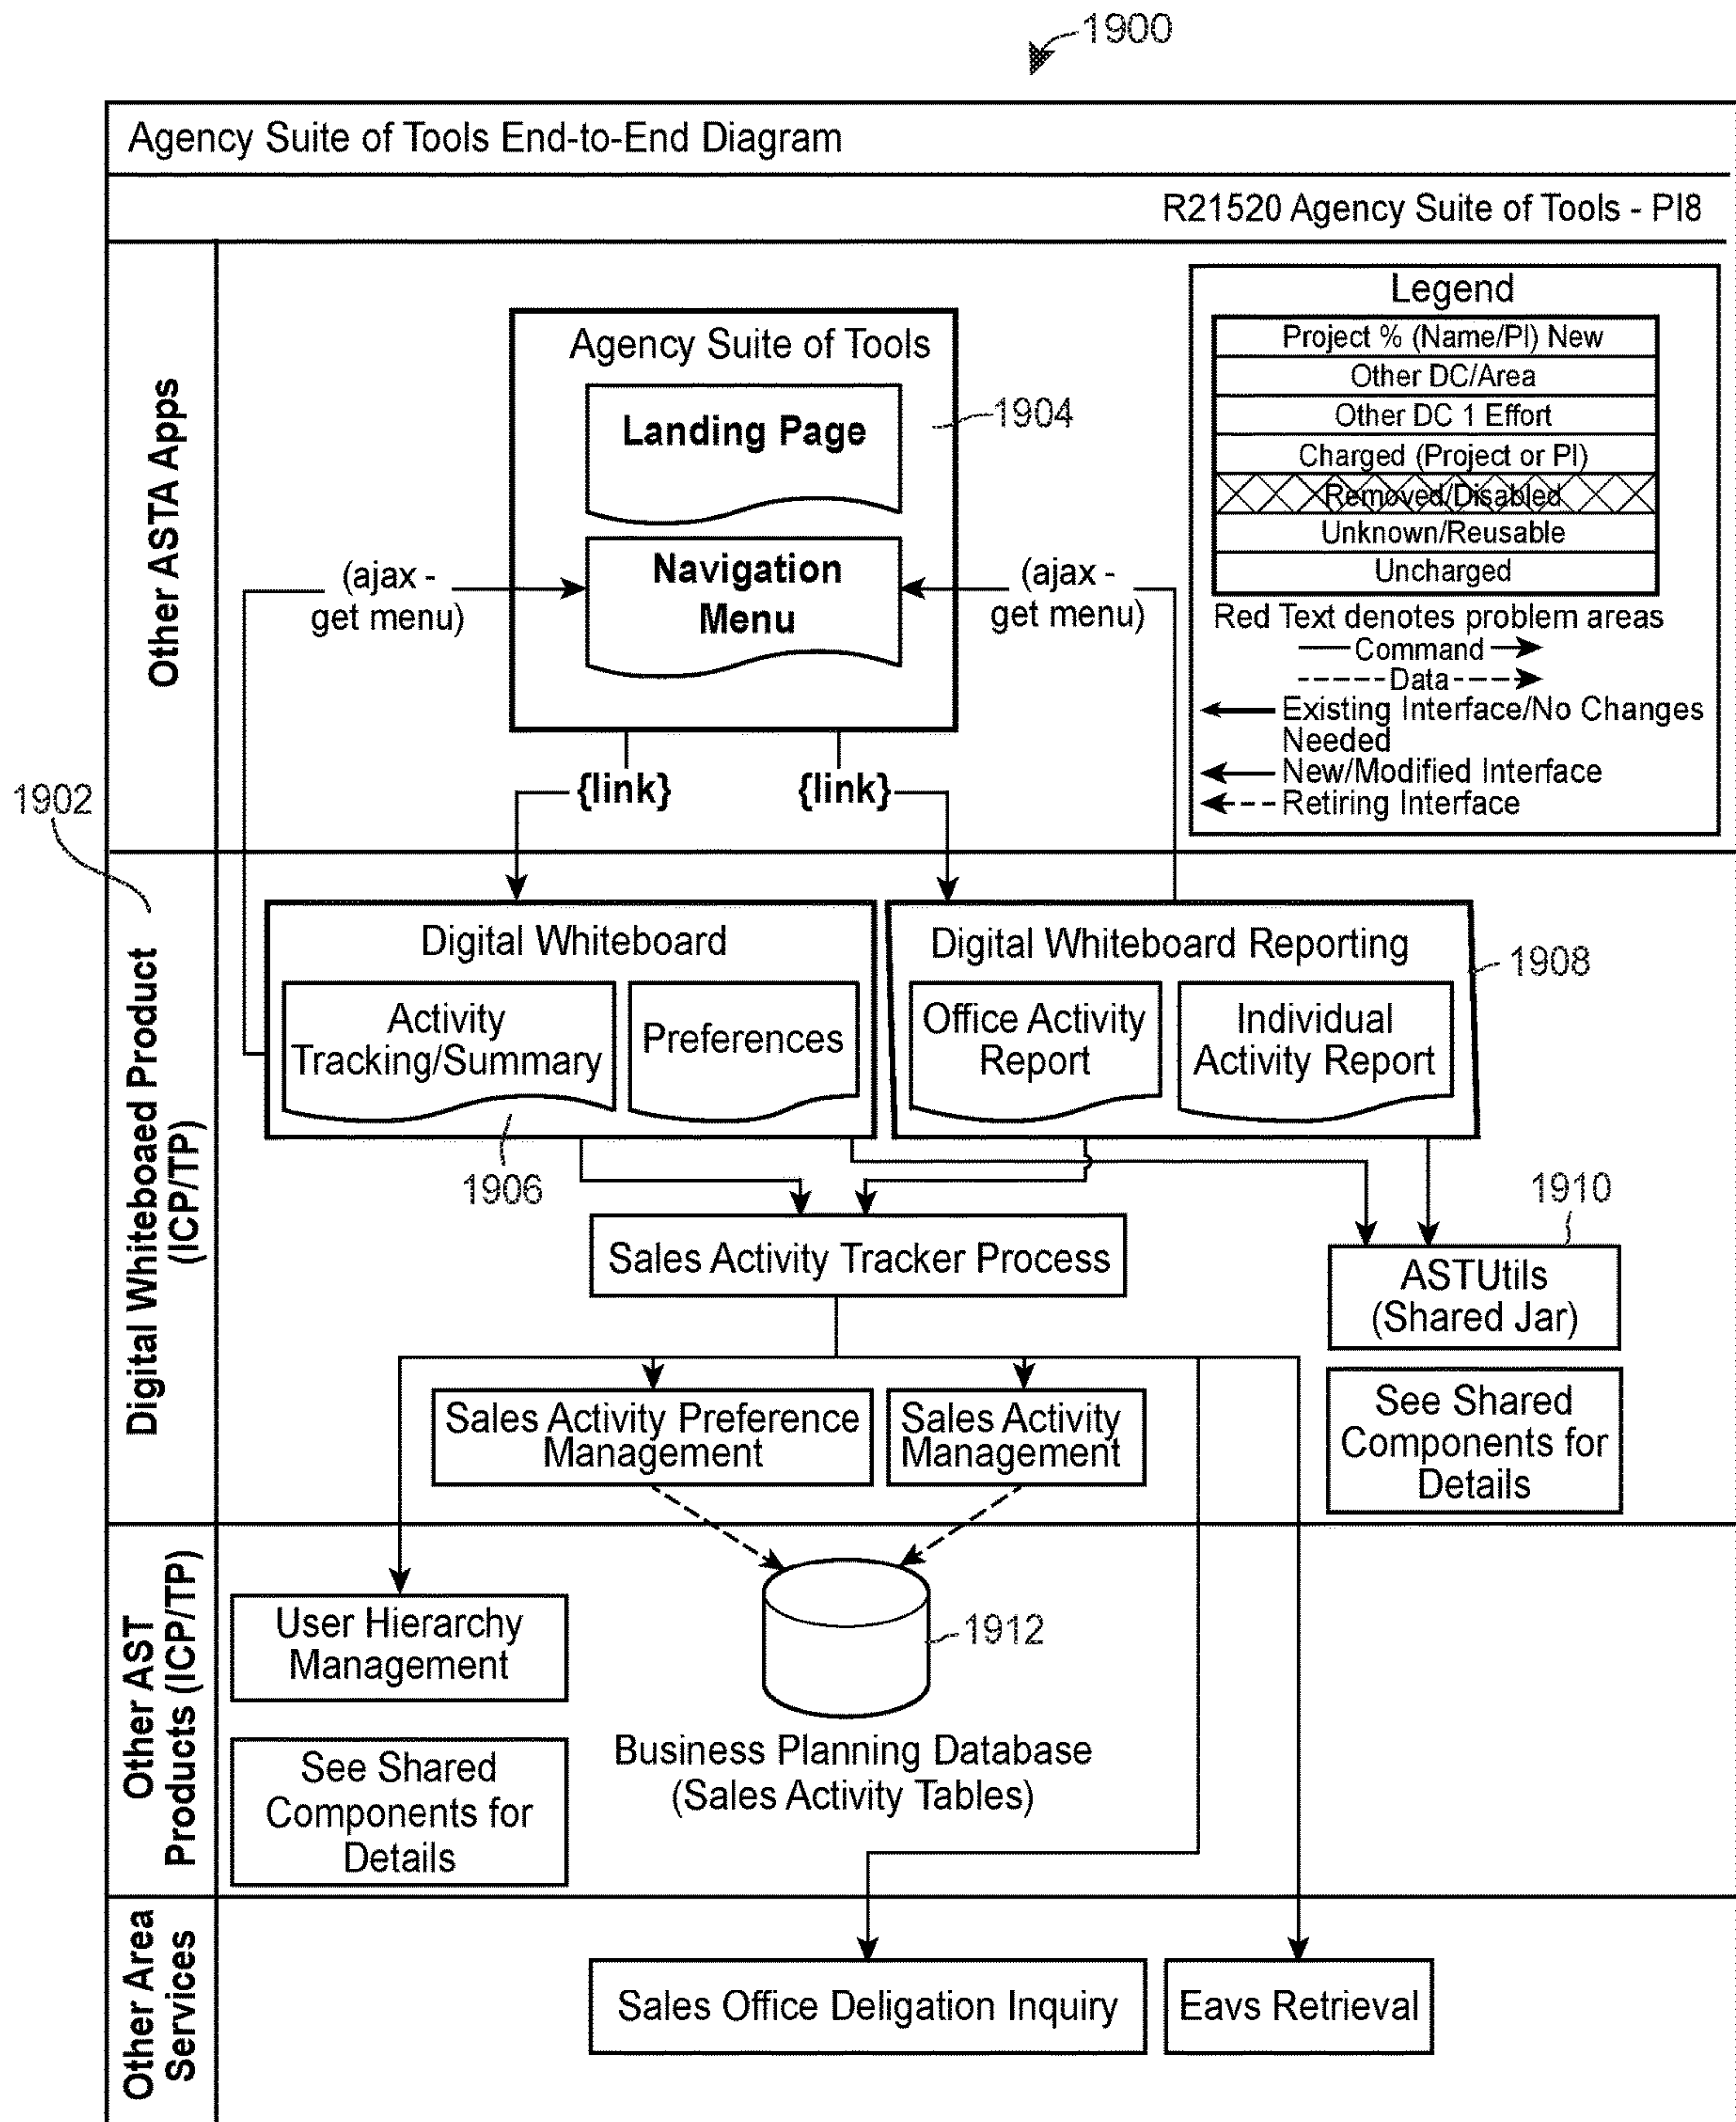 1900
Agency Suite of Tools End-to-End Diagram
R21520 Agency Suite of Tools - PI8
Other ASTA Apps
Agency Suite of Tools
Landing Page
1904
Navigation
Menu
(ajax -
get menu)
(ajax -
get menu)
{link}
{link}
Legend
Project % (Name/PI) New
Other DC/Area
Other DC 1 Effort
Charged (Project or PI)
Removed/Disabled
Unknown/Reusable
Uncharged
Red Text denotes problem areas
Command
Data
Existing Interface/No Changes
Needed
New/Modified Interface
Retiring Interface
1902
Digital Whiteboaed Product
(ICP/TP)
Digital Whiteboard
Activity
Tracking/Summary
Preferences
1906
Digital Whiteboard Reporting
Office Activity
Report
Individual
Activity Report
1908
Sales Activity Tracker Process
1910
ASTUtils
(Shared Jar)
See Shared
Components for
Details
Sales Activity Preference
Management
Sales Activity
Management
Other AST
Products (ICP/TP)
User Hierarchy
Management
See Shared
Components for
Details
1912
Business Planning Database
(Sales Activity Tables)
Other Area
Services
Sales Office Deligation Inquiry
Eavs Retrieval